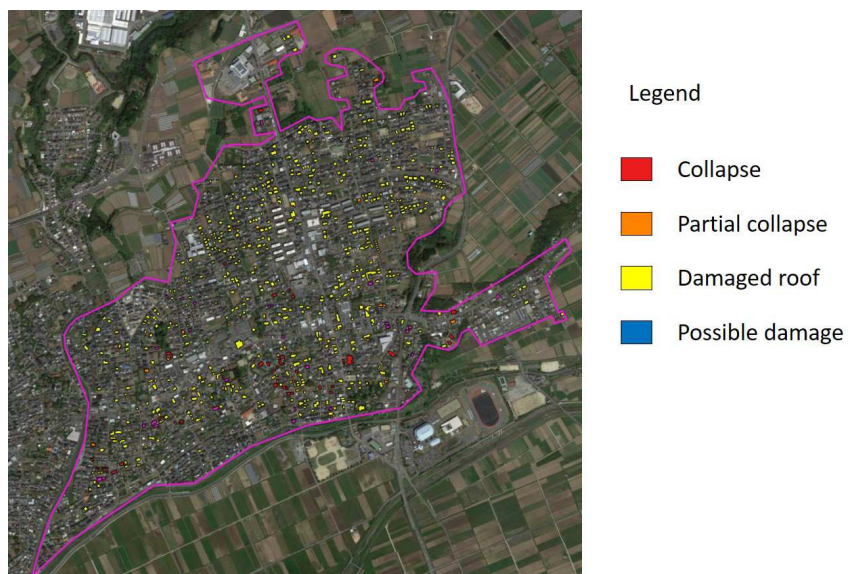 Legend
Collapse
Partial collapse
Damaged roof
Possible damage